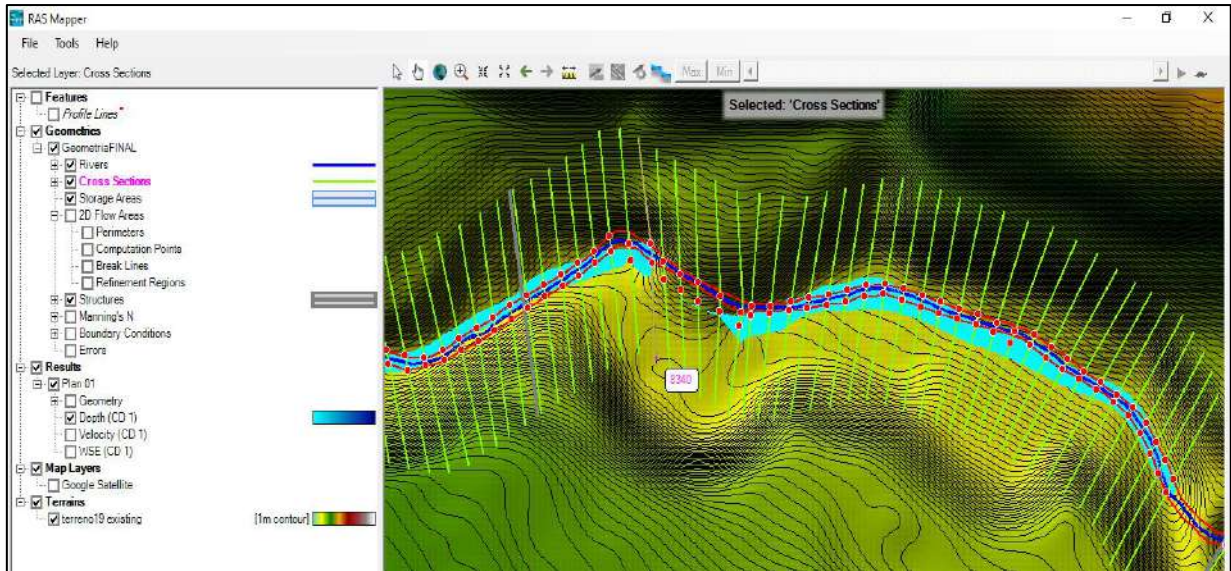 RAS Mapper
File Tools Help
Selected Layer: Cross Sections
Max Min
Selected: 'Cross Sections'
Features
Profile Lines
Geometries
GeometriaFINAL
Rivers
Cross Sections
Storage Areas
2D Flow Areas
Perimeters
Computation Points
Break Lines
Refinement Regions
Structures
Manning's N
Boundary Conditions
Errors
Results
Plan 01
Geometry
Depth (CD 1)
Velocity (CD 1)
WSE (CD 1)
Map Layers
Google Satellite
Terrains
terreno19 existing [1m contour]
8340